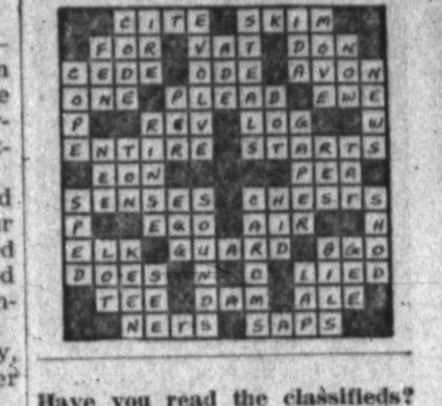 CITE SKIM
FOR VAT DON
CEDE ODE AVON
ONE PLEAD EWE
P REV LOG W
ENTIRE STARTS
EON PEA
SENSES CHESTS
P EGO AIR H
ELK GUARD AGO
DOES N O LIED
TEE DAM ALE
NETS SAPS
Have you read the classifieds?